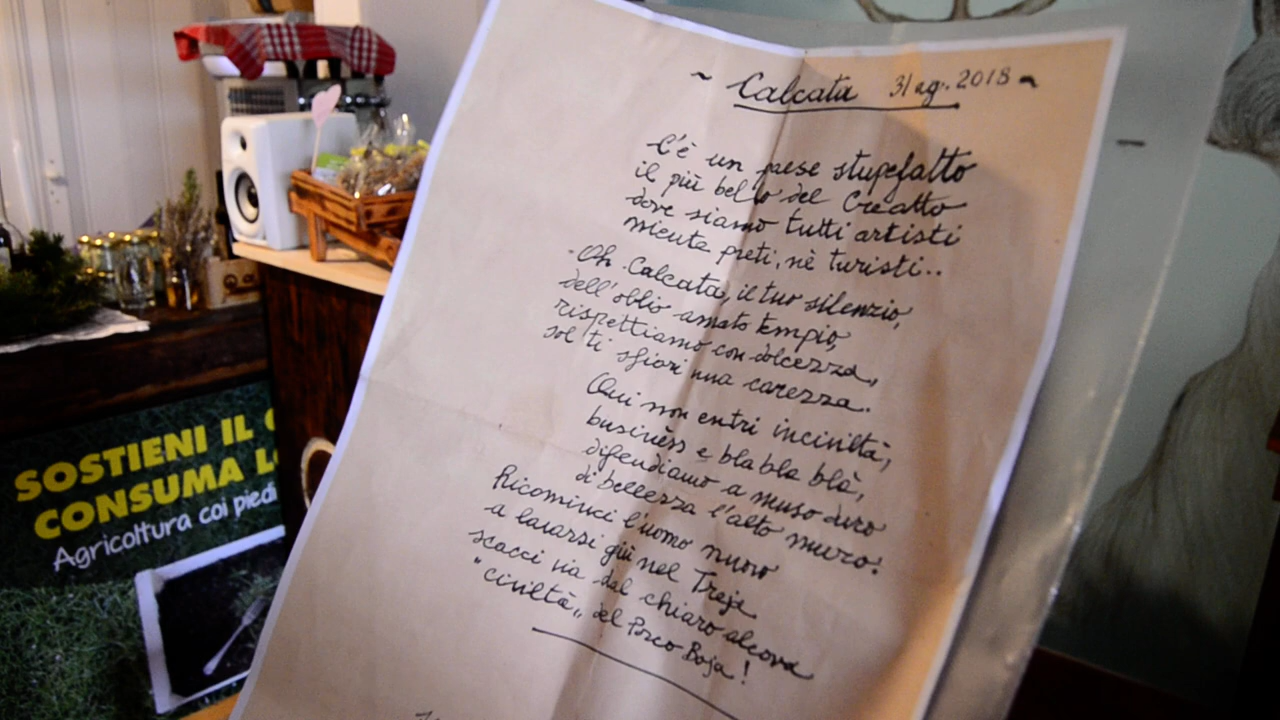 ~ Calcata 31 ag. 2018 ~
C'è un paese stupefatto
il più bello del Creatto
dove siamo tutti artisti
niente preti, nè turisti..
Oh Calcata, il tuo silenzio,
dell'oblio amato tempio,
rispettiamo con dolcezza,
sol ti sfiori una carezza.
Qui non entri inciviltà,
businèss e bla bla blà,
difendiamo a muso duro
di bellezza l'alto muro!
Ricominci l'uomo nuovo
a lavarsi giù nel Treja
scacci via dal chiaro alcova
"civiltà„ del Porco Boja!
SOSTIENI IL
CONSUMA
Agricoltura coi piedi